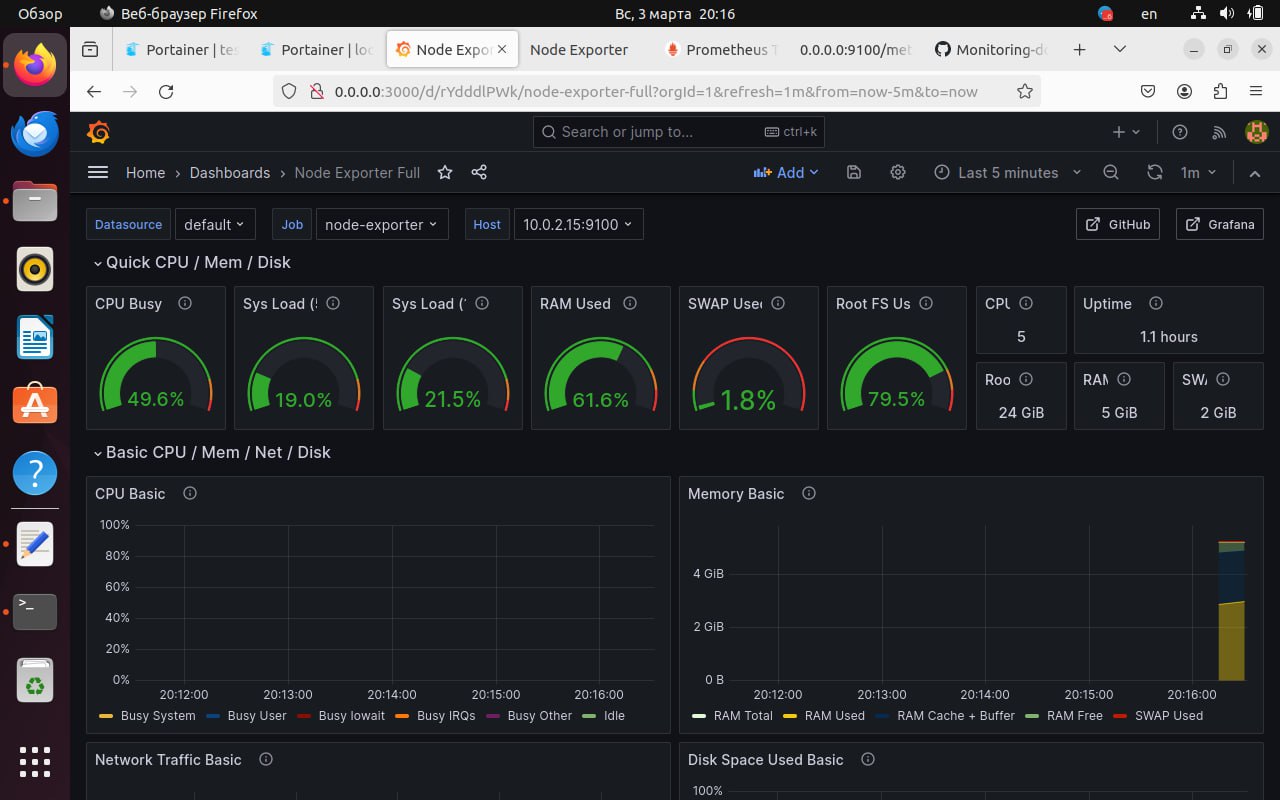 Обзор
Веб-браузер Firefox
Вс, 3 марта 20:16
en
Portainer | tes
Portainer | loc
Node Expor
Node Exporter
Prometheus T
0.0.0.0:9100/met
Monitoring-do
0.0.0.0:3000/d/rYdddlPWk/node-exporter-full?orgId=1&refresh=1m&from=now-5m&to=now
Search or jump to...
ctrl+k
Home › Dashboards › Node Exporter Full
Add
Last 5 minutes
1m
Datasource
default
Job
node-exporter
Host
10.0.2.15:9100
GitHub
Grafana
Quick CPU / Mem / Disk
CPU Busy
49.6%
Sys Load (5
19.0%
Sys Load (1
21.5%
RAM Used
61.6%
SWAP Used
1.8%
Root FS Us
79.5%
CPU
5
Uptime
1.1 hours
Roo
24 GiB
RAM
5 GiB
SWA
2 GiB
Basic CPU / Mem / Net / Disk
CPU Basic
100%
80%
60%
40%
20%
0%
20:12:00
20:13:00
20:14:00
20:15:00
20:16:00
Busy System
Busy User
Busy Iowait
Busy IRQs
Busy Other
Idle
Memory Basic
4 GiB
2 GiB
0 B
20:12:00
20:13:00
20:14:00
20:15:00
20:16:00
RAM Total
RAM Used
RAM Cache + Buffer
RAM Free
SWAP Used
Network Traffic Basic
Disk Space Used Basic
100%